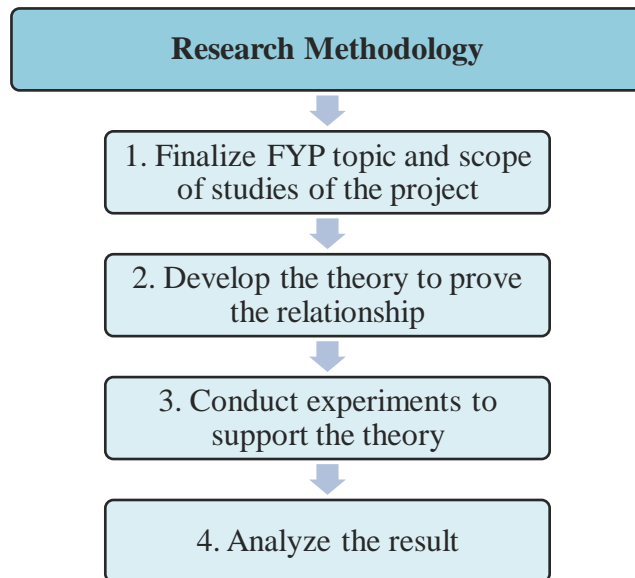 Research Methodology
1. Finalize FYP topic and scope
of studies of the project
2. Develop the theory to prove
the relationship
3. Conduct experiments to
support the theory
4. Analyze the result